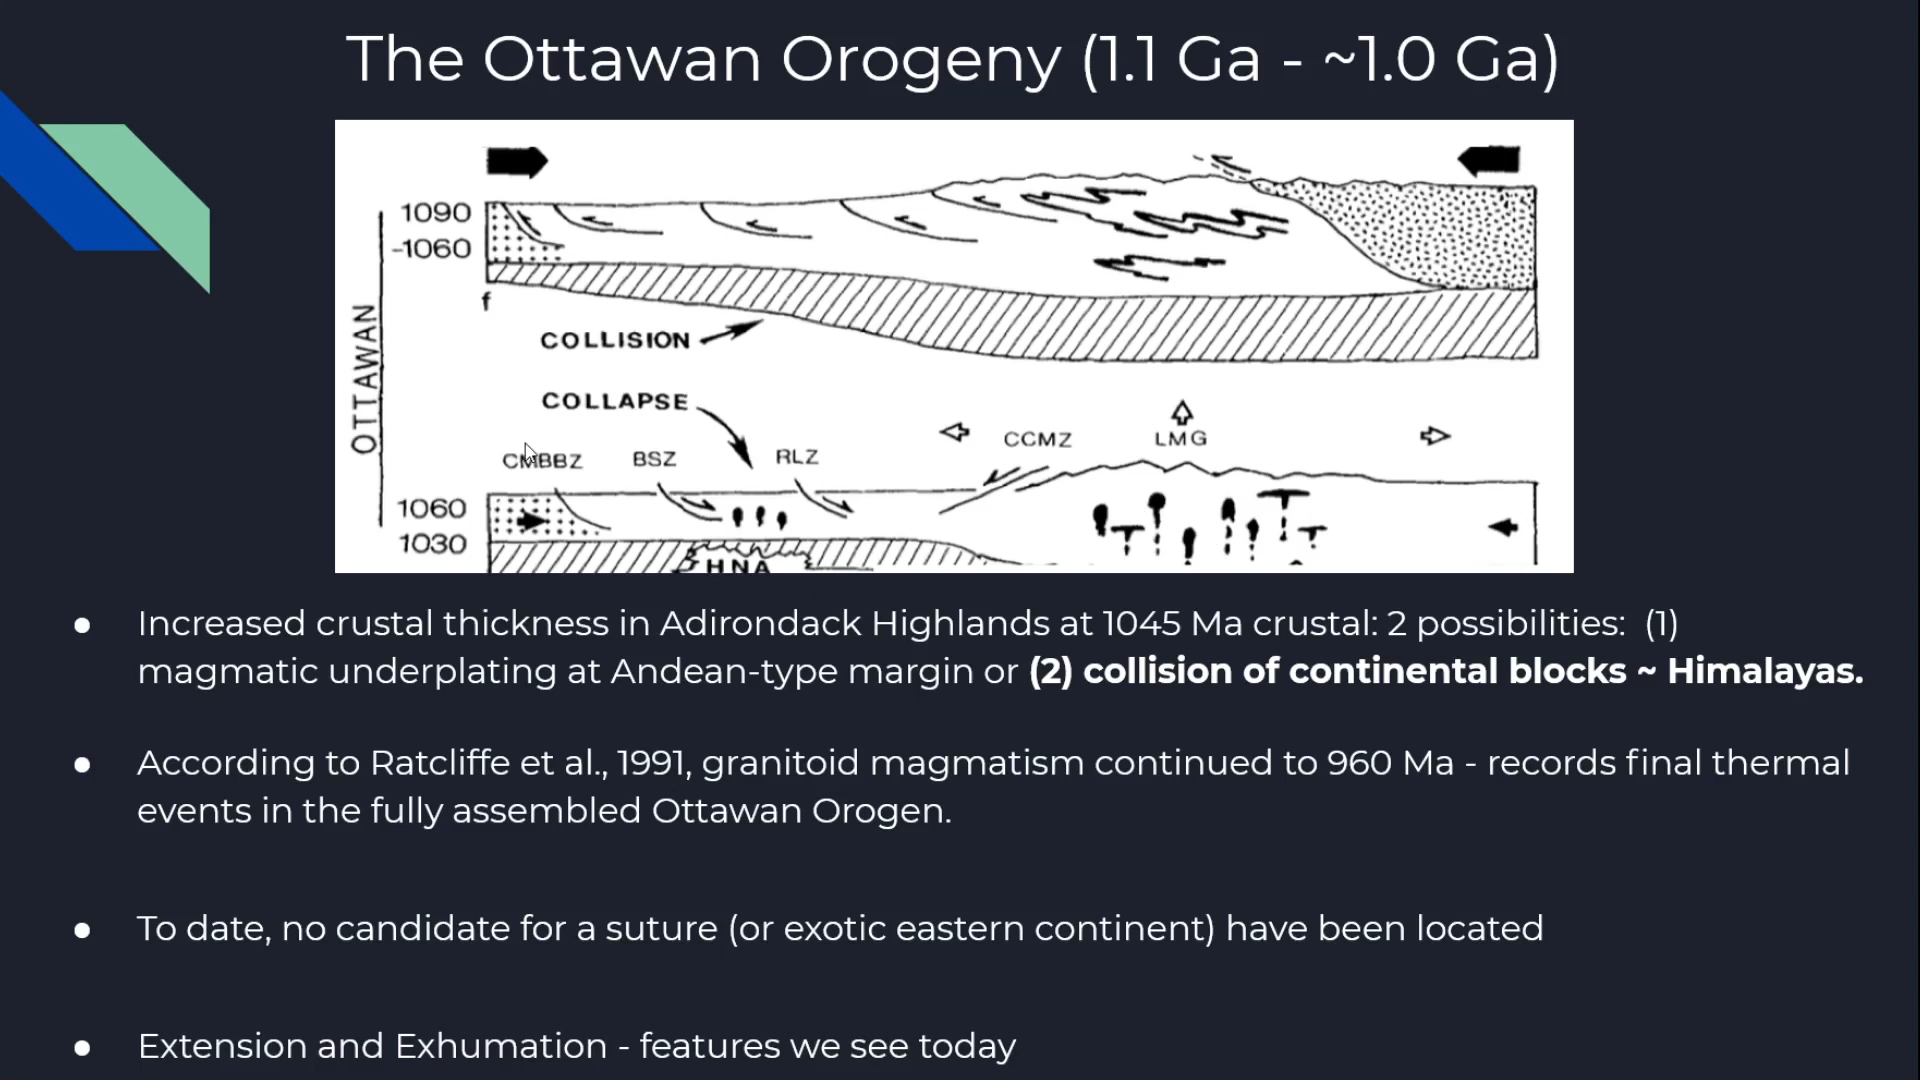 The Ottawan Orogeny (1.1 Ga - ~1.0 Ga)
1090
-1060
f
COLLISION
OTTAWAN
COLLAPSE
CCMZ
LMG
CMBBZ
BSZ
RLZ
1060
1030
HNA
● Increased crustal thickness in Adirondack Highlands at 1045 Ma crustal: 2 possibilities: (1)
magmatic underplating at Andean-type margin or (2) collision of continental blocks ~ Himalayas.
● According to Ratcliffe et al., 1991, granitoid magmatism continued to 960 Ma - records final thermal
events in the fully assembled Ottawan Orogen.
● To date, no candidate for a suture (or exotic eastern continent) have been located
● Extension and Exhumation - features we see today